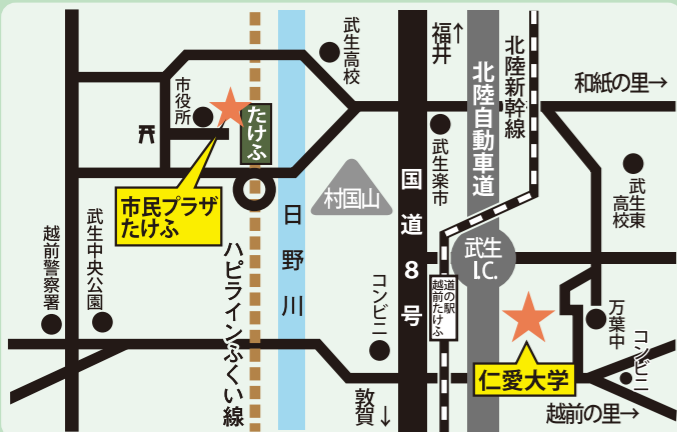 武生高校
福井
↑
北陸新幹線
和紙の里→
市役所
たけふ
北陸自動車道
武生楽市
武生東
高校
市民プラザ
たけふ
村国山
国道8号
日野川
武生
I.C.
武生中央公園
越前警察署
ハピラインふくい線
コンビニ
道の駅
越前たけふ
万葉中
コンビニ
仁愛大学
敦賀
↓
越前の里→